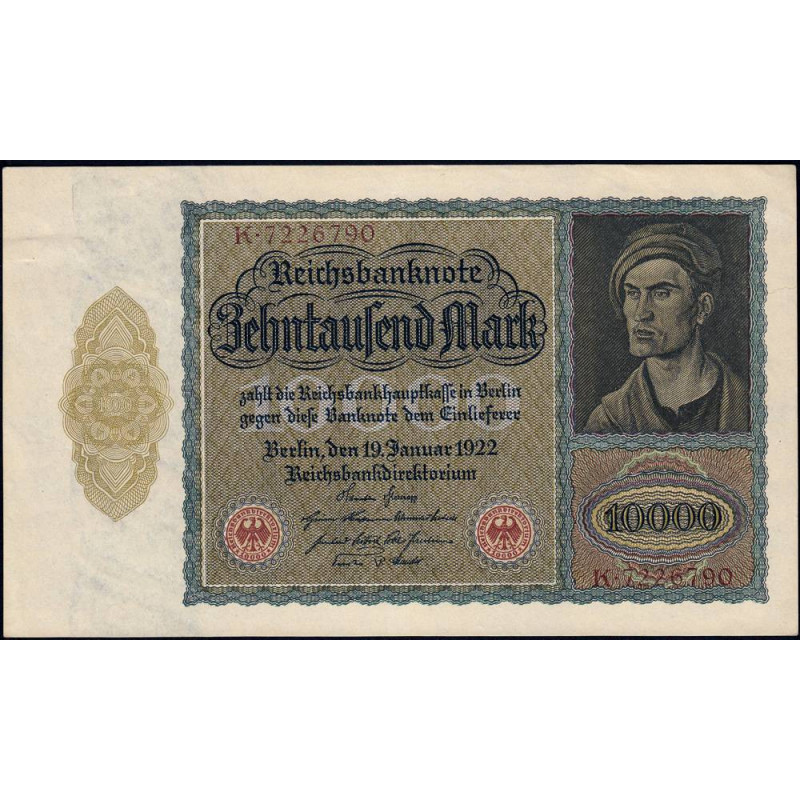 K·7226790
Reichsbanknote
Zehntausend Mark
zahlt die Reichsbankhauptkasse in Berlin
gegen diese Banknote dem Einlieferer
Berlin, den 19. Januar 1922
Reichsbankdirektorium
10000
K·7226790